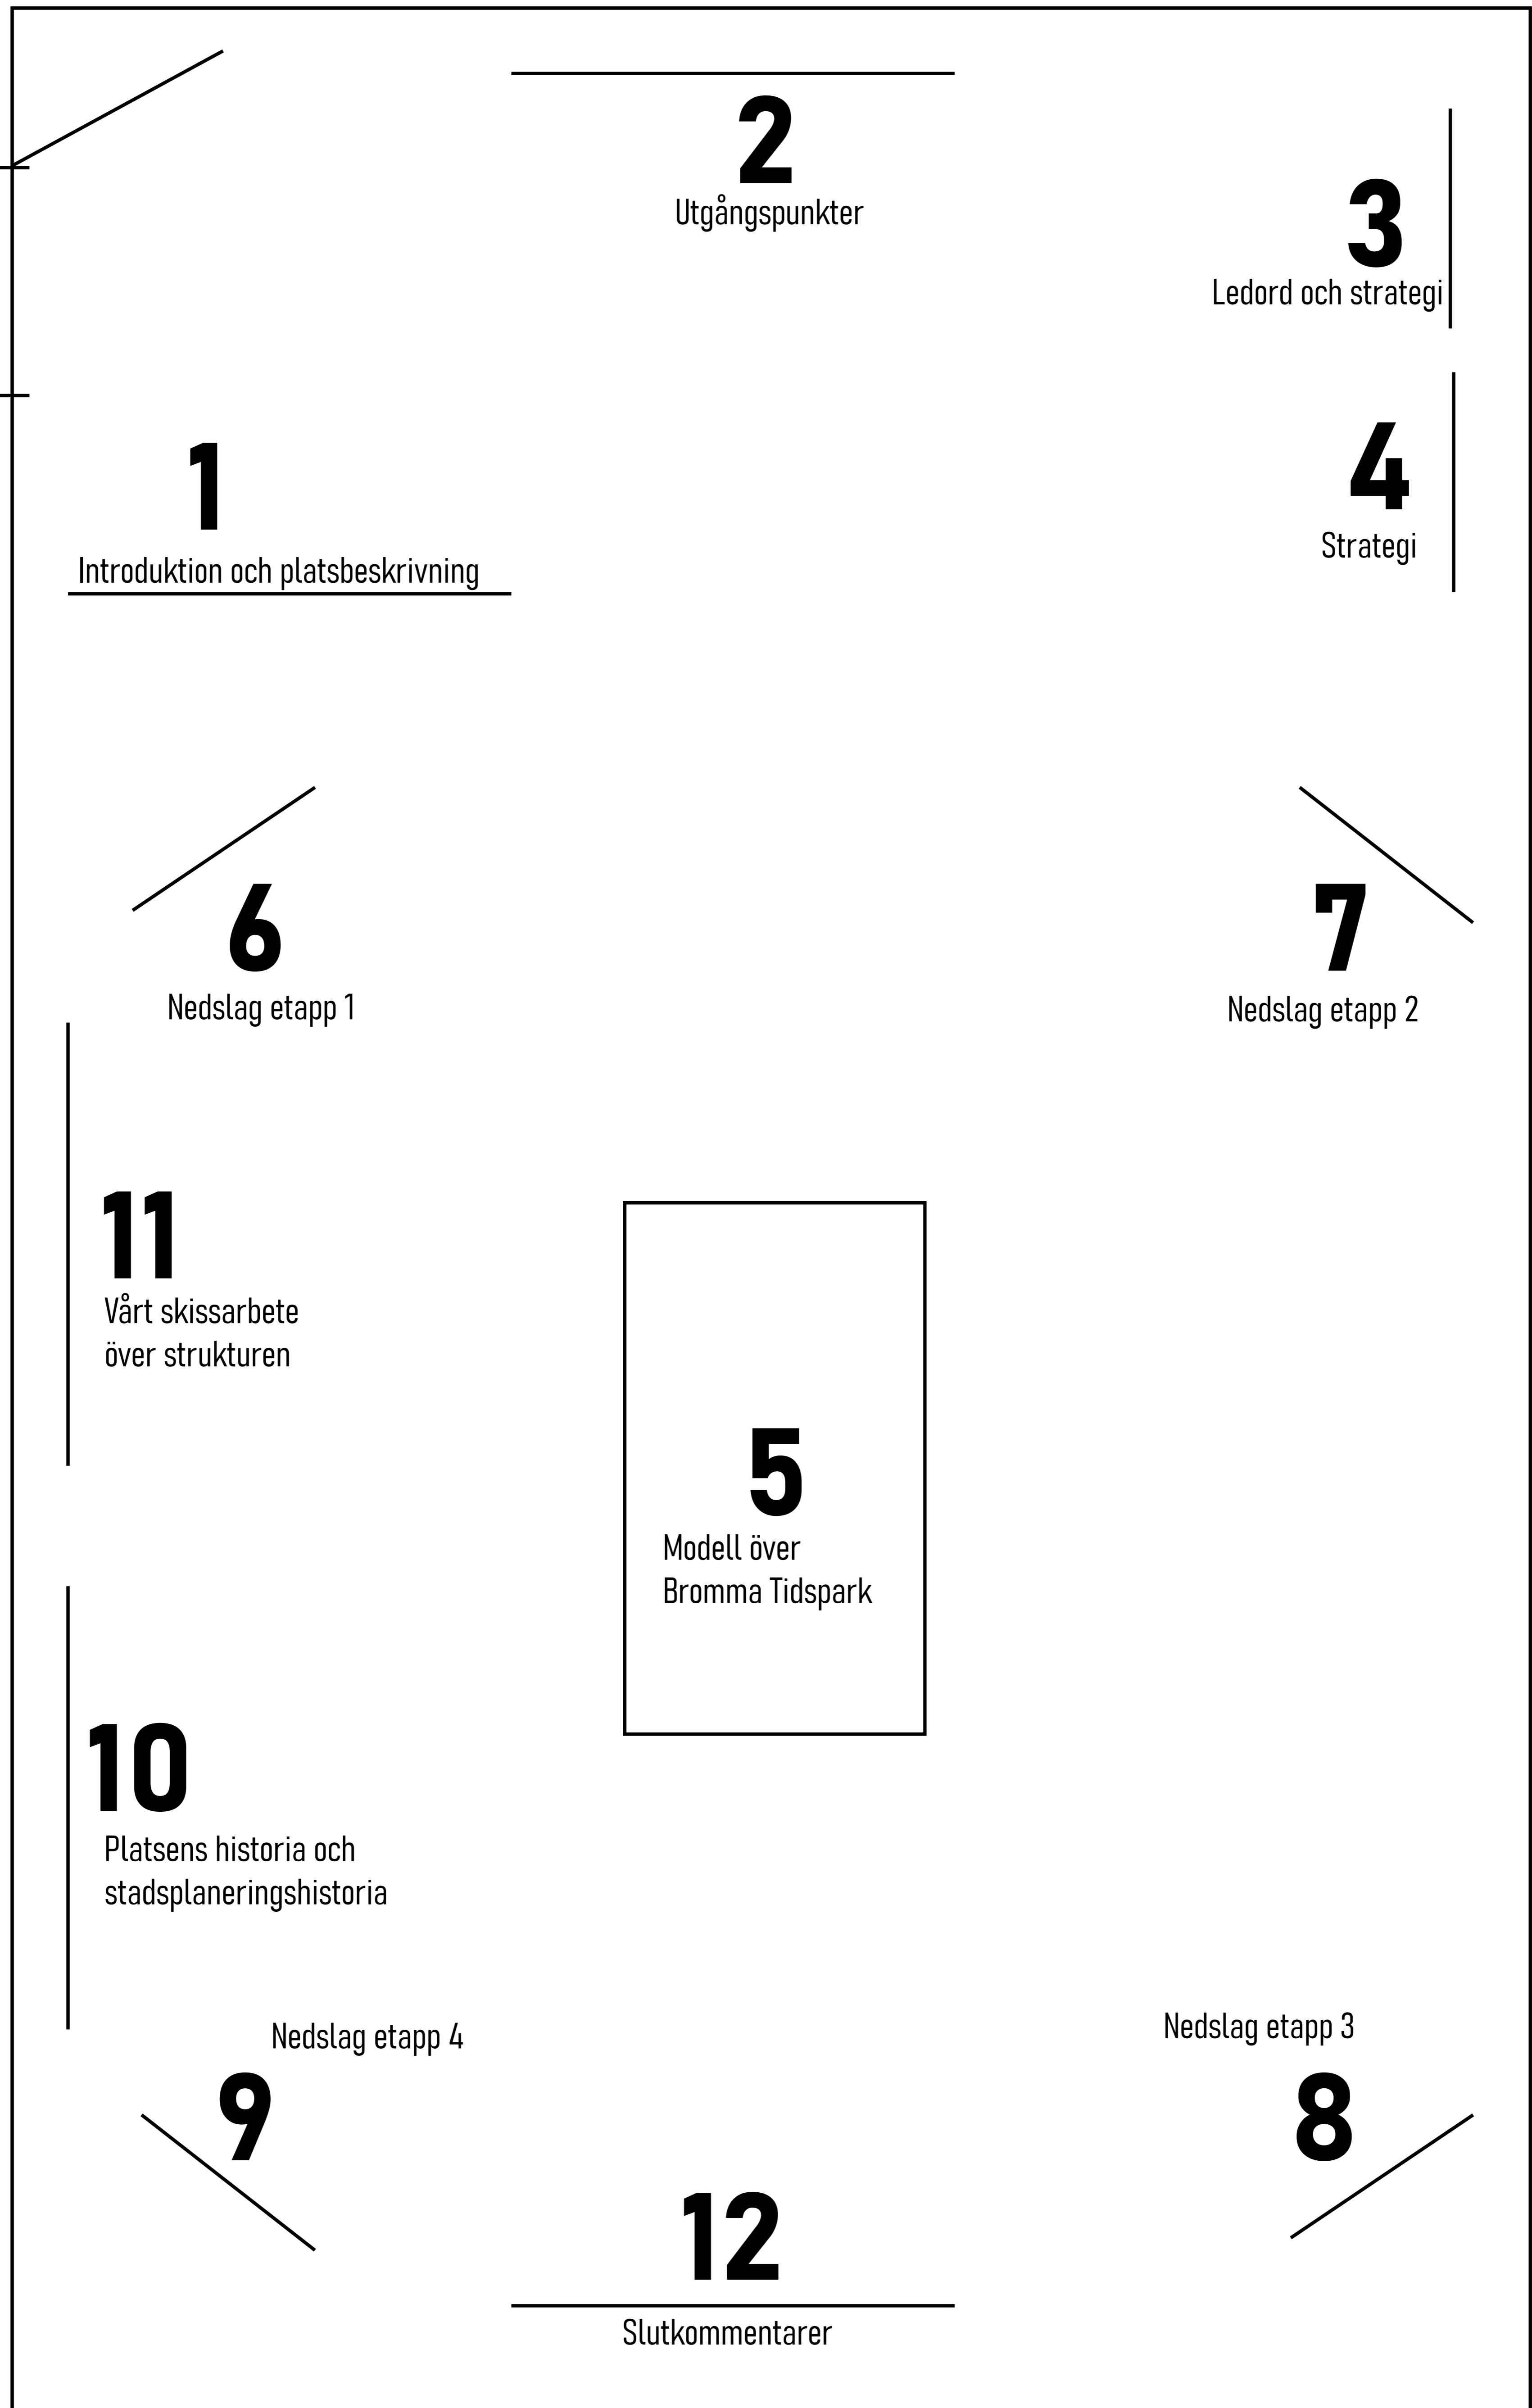 2
Utgångspunkter
3
Ledord och strategi
1
Introduktion och platsbeskrivning
4
Strategi
6
Nedslag etapp 1
7
Nedslag etapp 2
11
Vårt skissarbete
över strukturen
5
Modell över
Bromma Tidspark
10
Platsens historia och
stadsplaneringshistoria
Nedslag etapp 4
9
Nedslag etapp 3
8
12
Slutkommentarer